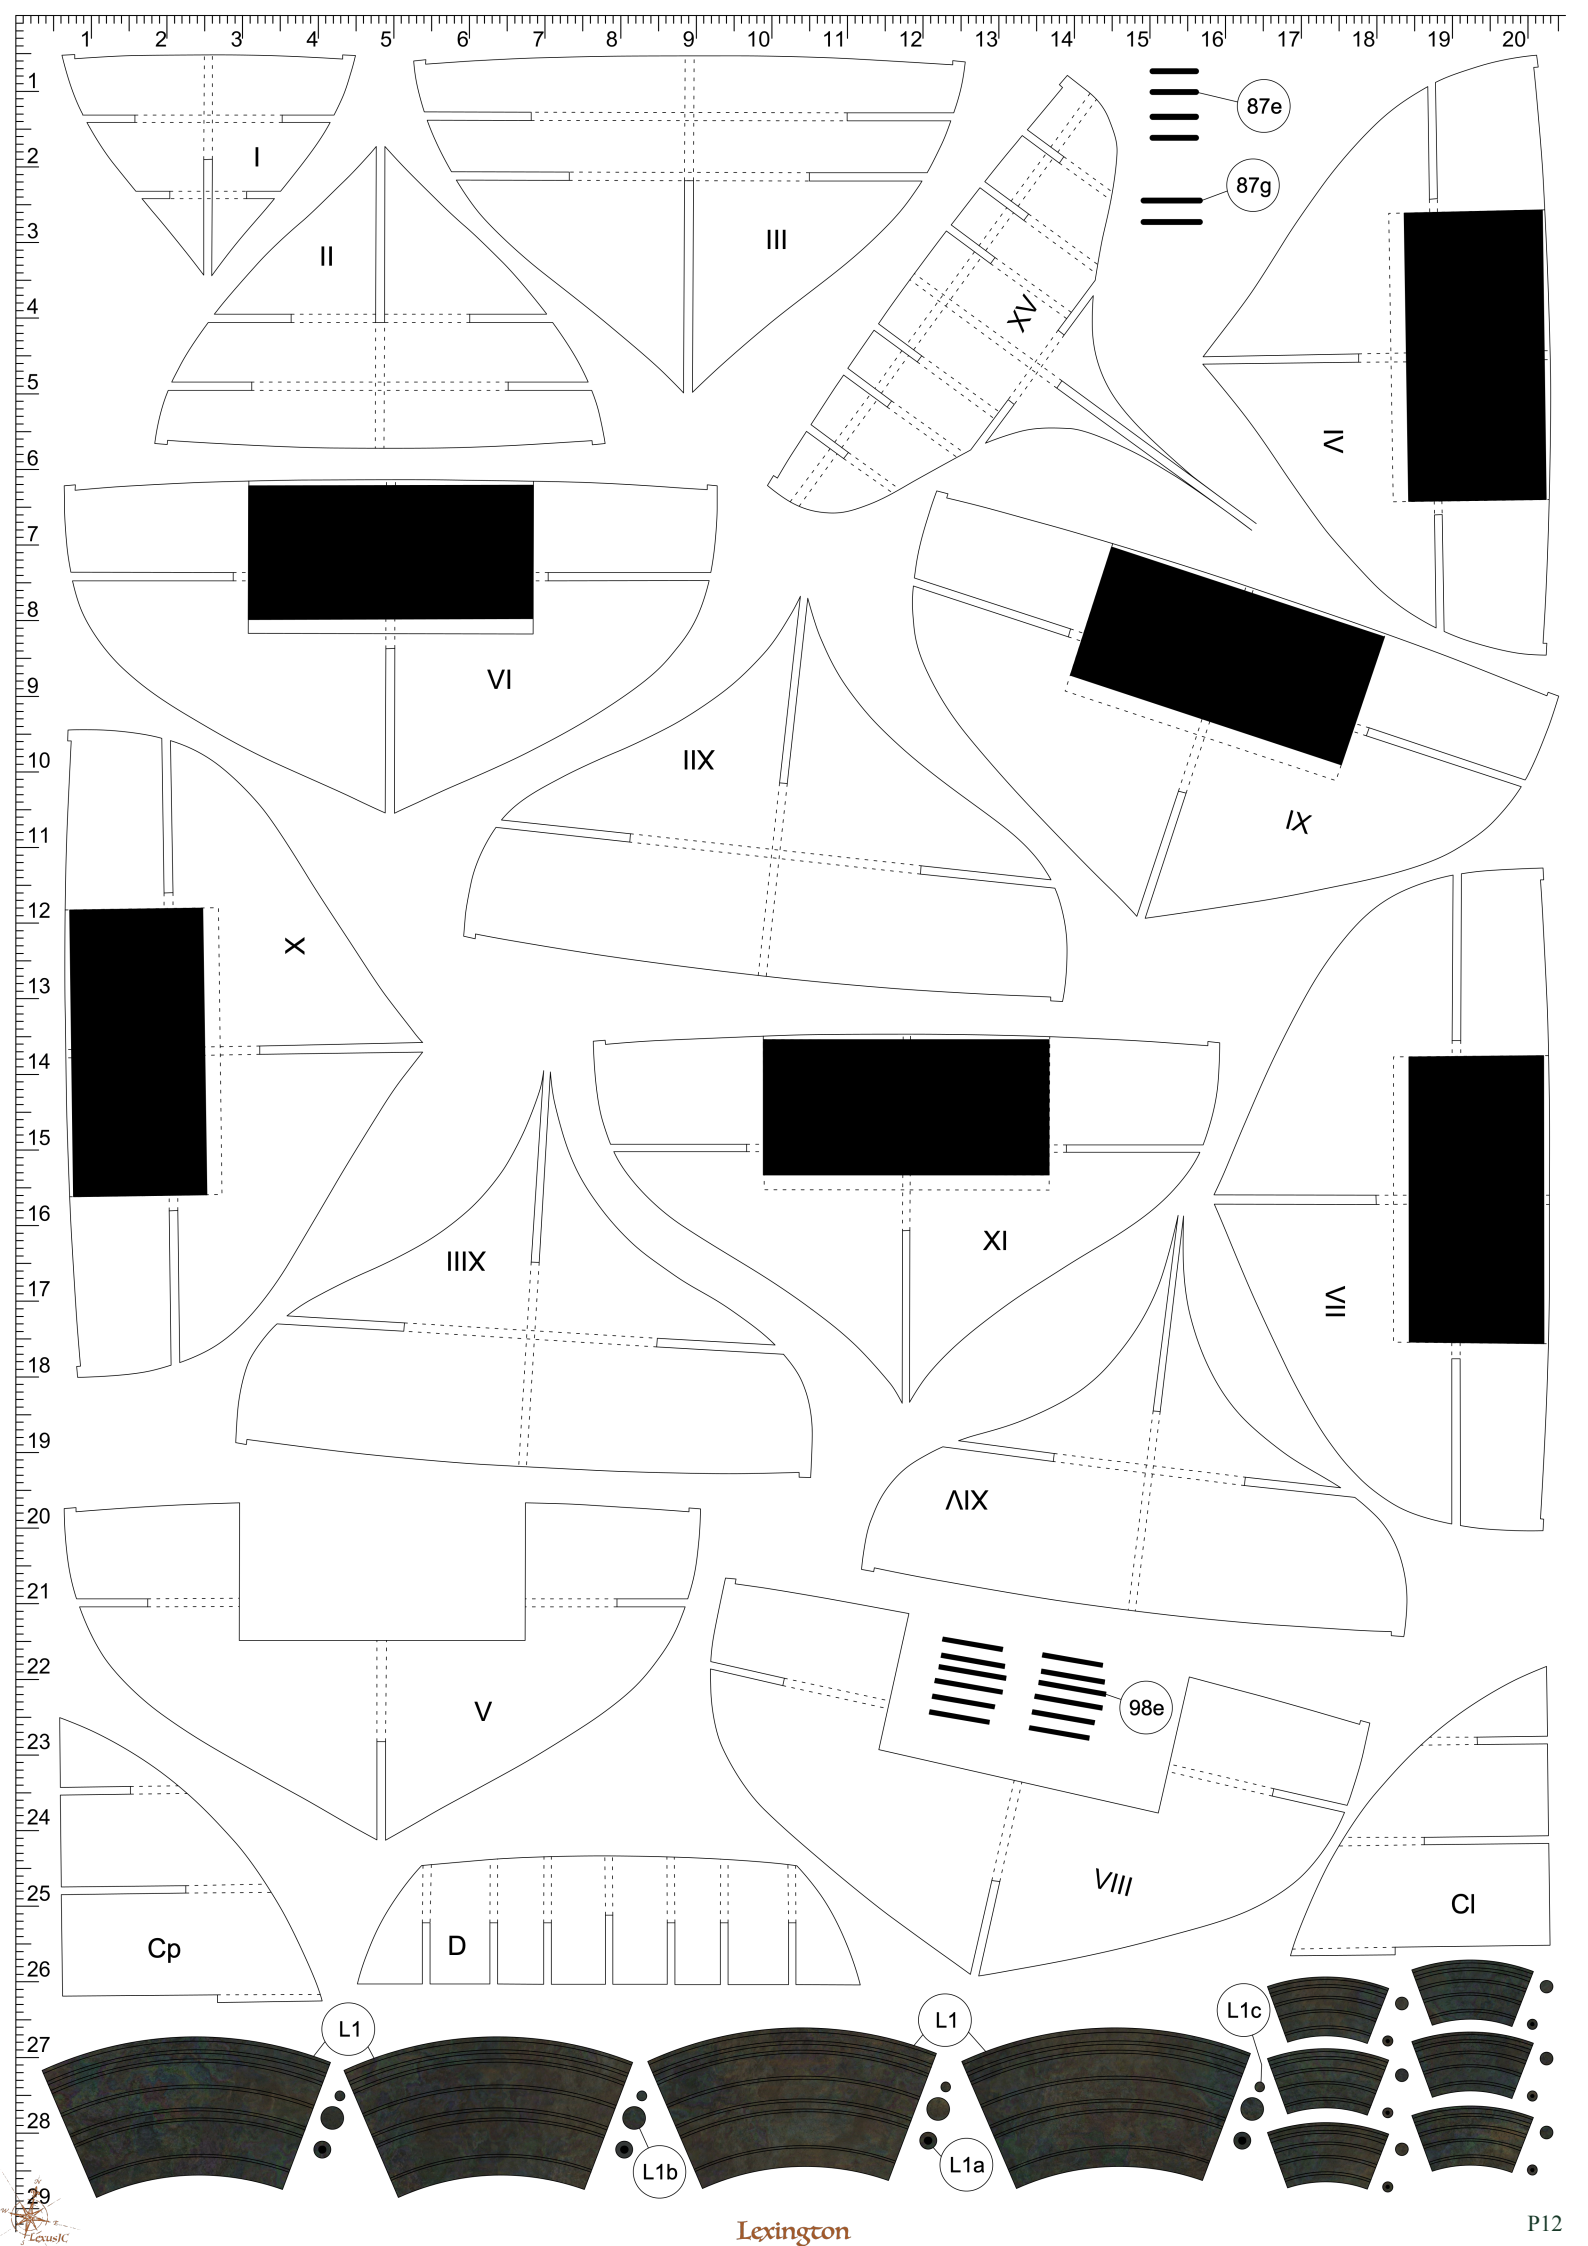 1 2 3 4 5 6 7 8 9 10 11 12 13 14 15 16 17 18 19 20
1
2
3
4
5
6
7
8
9
10
11
12
13
14
15
16
17
18
19
20
21
22
23
24
25
26
27
28
29
I
II
III
XV
87e
87g
IV
VI
IIX
IX
X
IIIX
XI
VII
ΛIX
V
98e
VIII
Cp
D
Cl
L1
L1
L1c
L1b
L1a
LexusJC
Lexington
P12